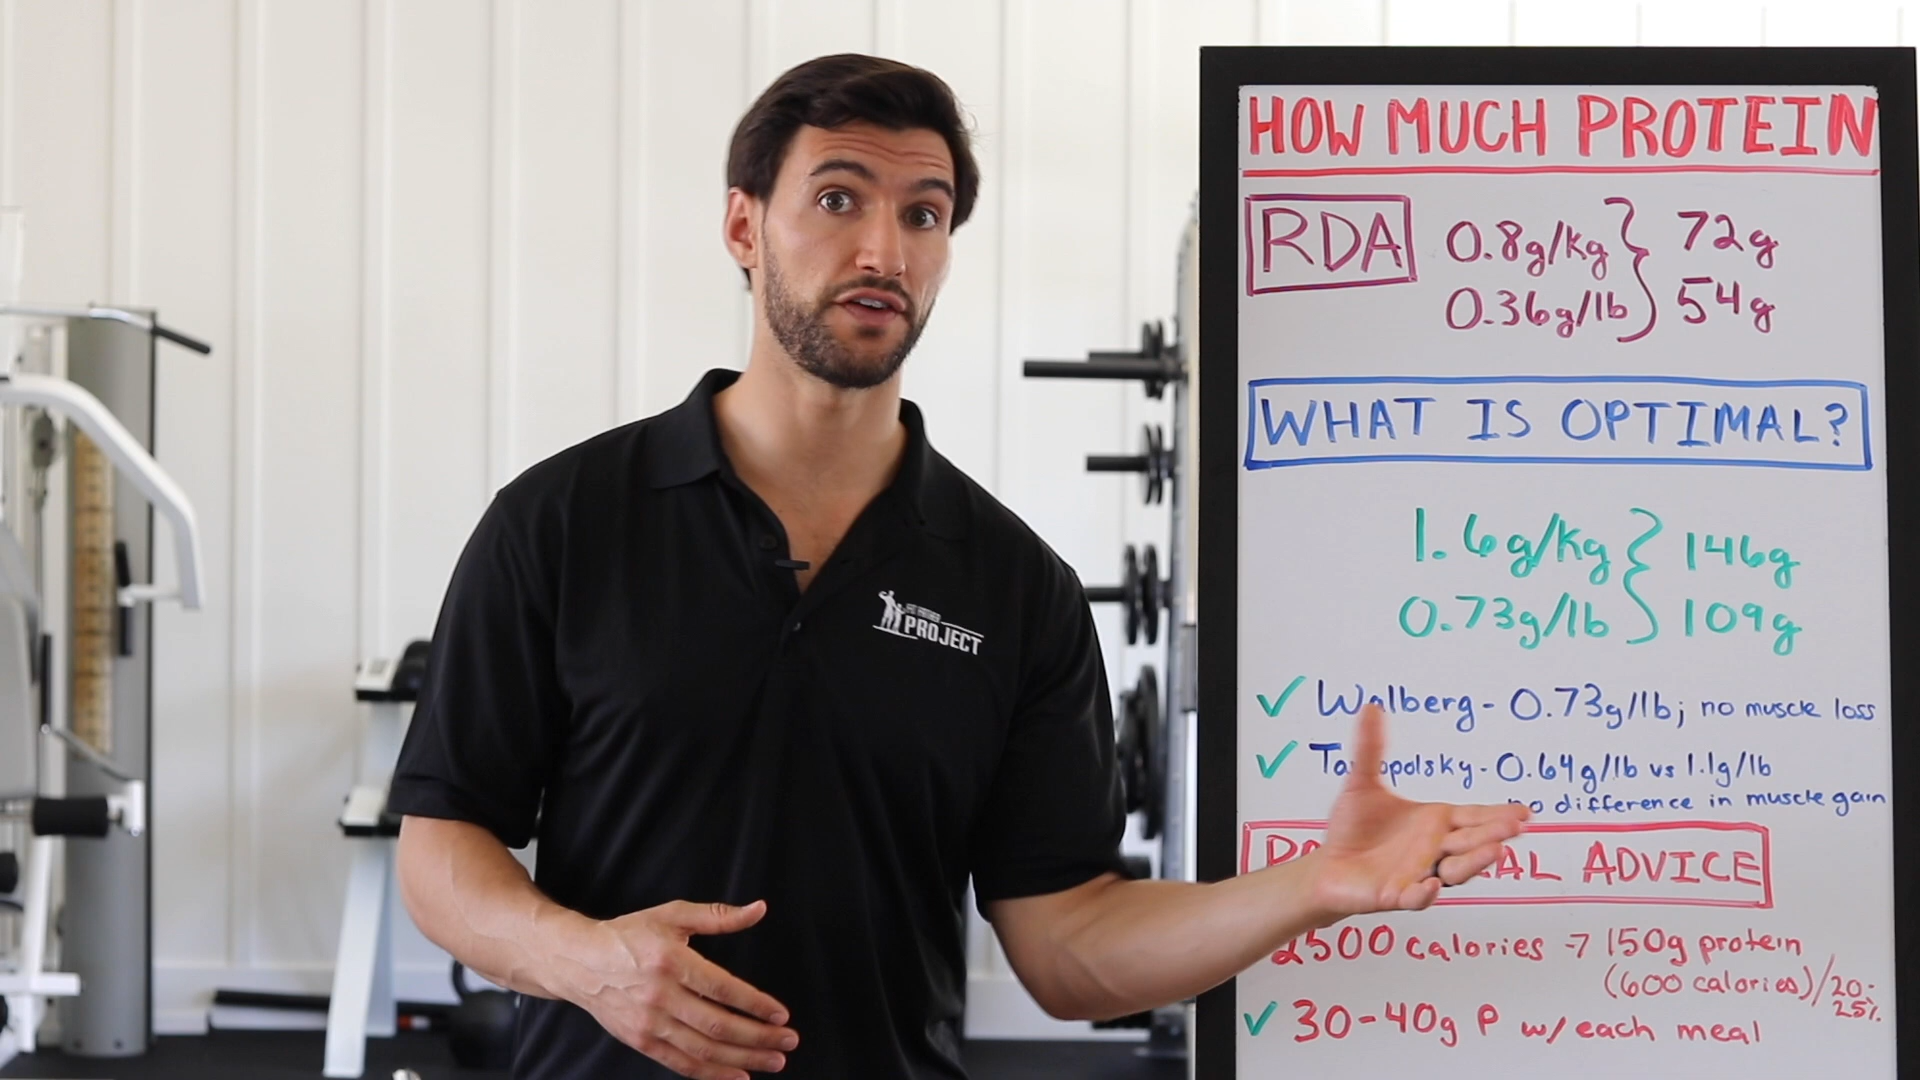 HOW MUCH PROTEIN
RDA
0.8g/kg } 72g
0.36g/lb } 54g
WHAT IS OPTIMAL?
1.6g/kg } 146g
0.73g/lb } 109g
✓ Walberg - 0.73g/lb; no muscle loss
✓ opolsky - 0.64g/lb vs 1.1g/lb
no difference in muscle gain
ADVICE
2500 calories → 150g protein
(600 calories)/20-
25%
✓ 30-40g P w/each meal
PROJECT